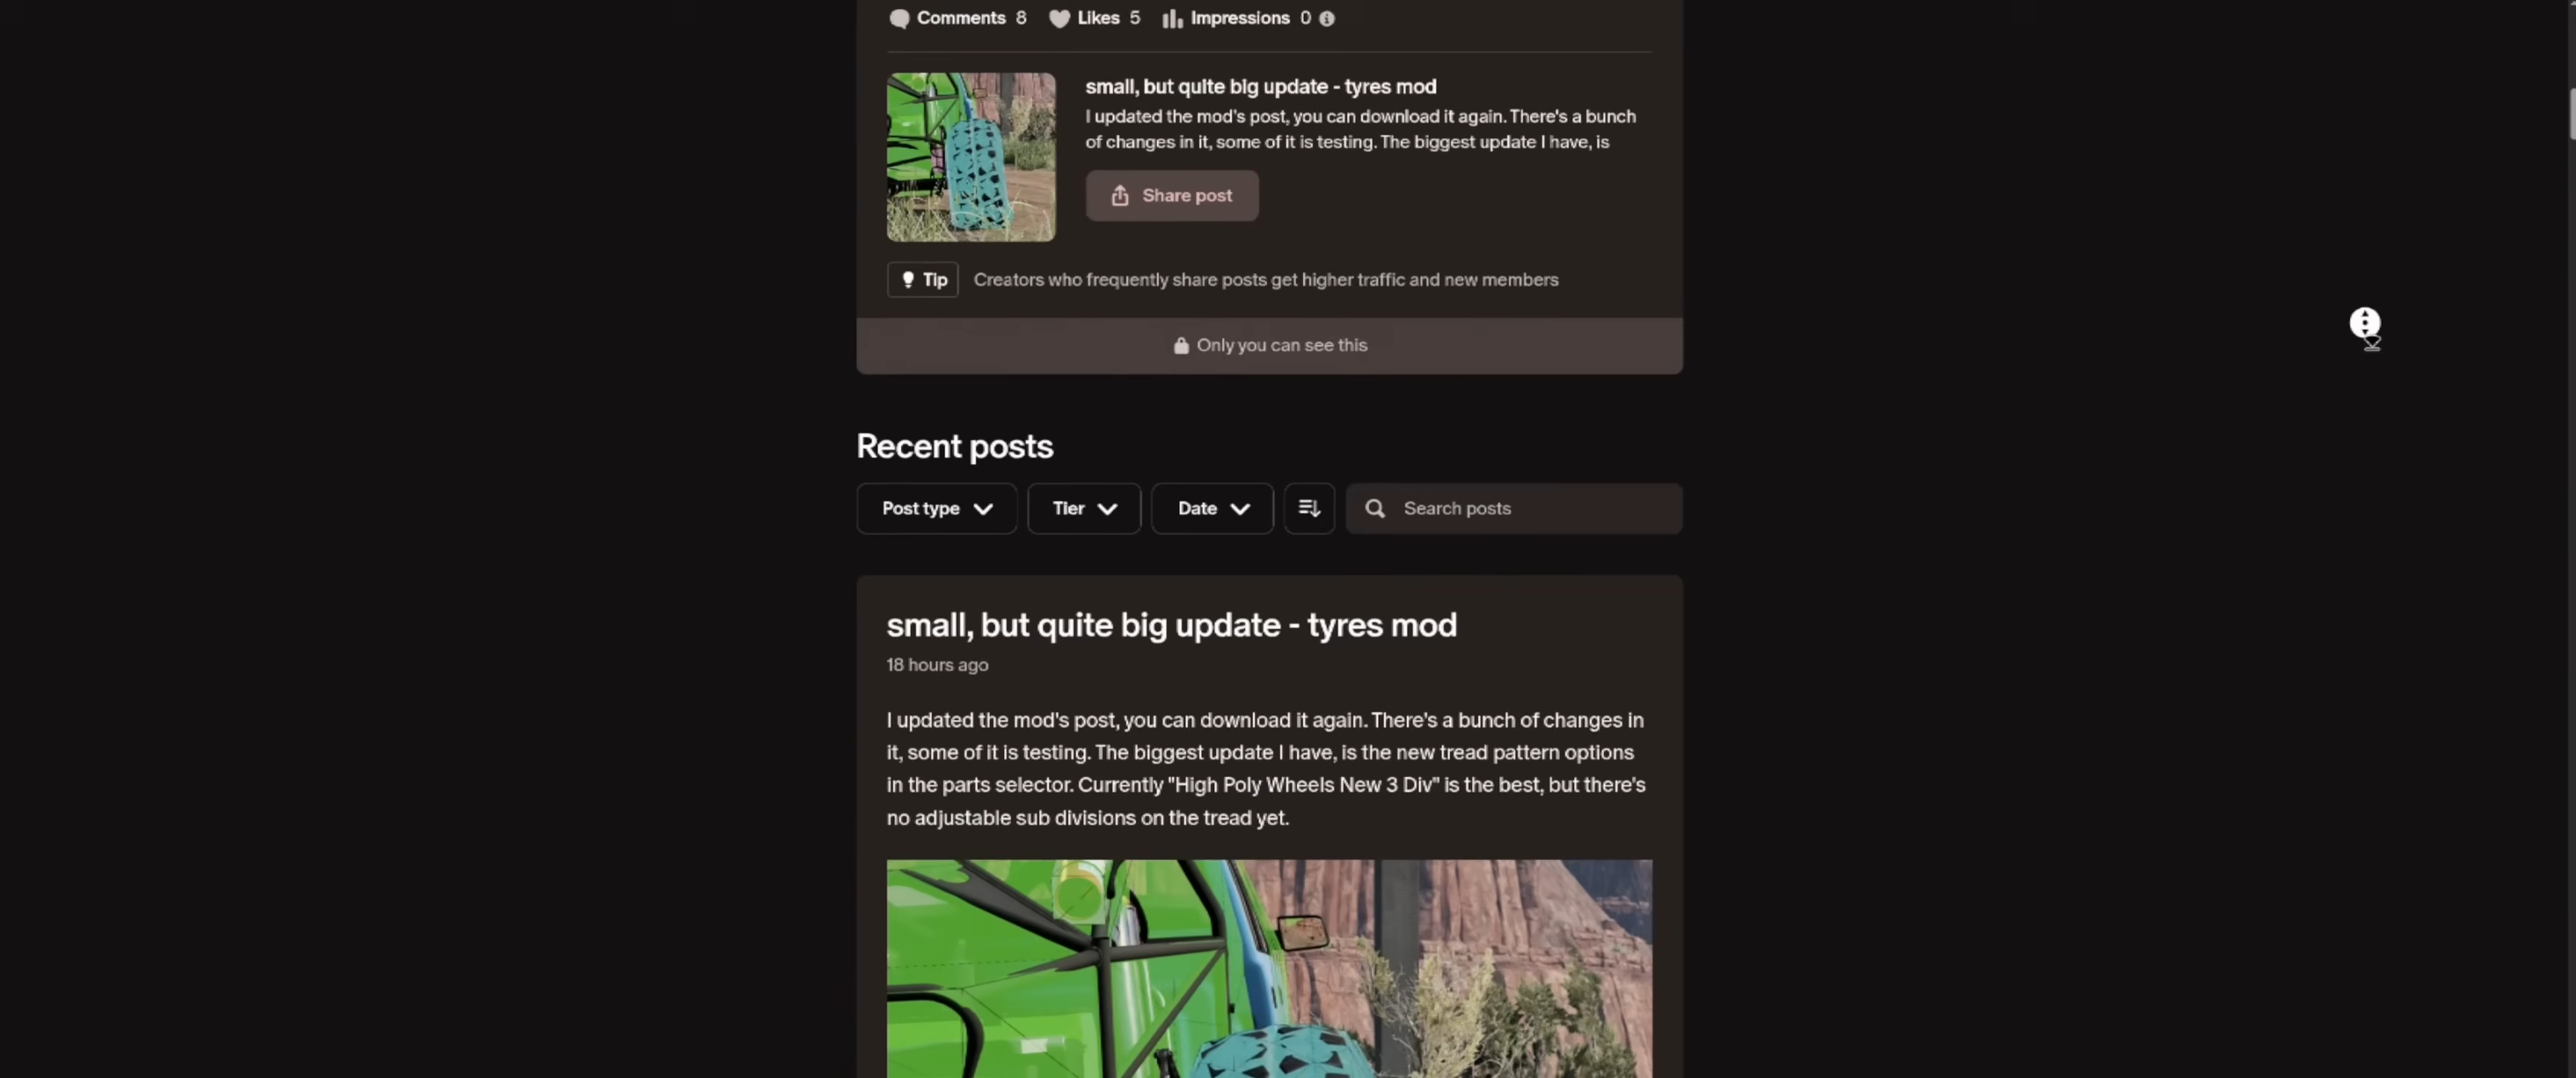 Comments 8 Likes 5 Impressions 0
small, but quite big update - tyres mod
I updated the mod's post, you can download it again. There's a bunch
of changes in it, some of it is testing. The biggest update I have, is
Share post
Tip Creators who frequently share posts get higher traffic and new members
Only you can see this
Recent posts
Post type Tier Date Search posts
small, but quite big update - tyres mod
18 hours ago
I updated the mod's post, you can download it again. There's a bunch of changes in
it, some of it is testing. The biggest update I have, is the new tread pattern options
in the parts selector. Currently "High Poly Wheels New 3 Div" is the best, but there's
no adjustable sub divisions on the tread yet.